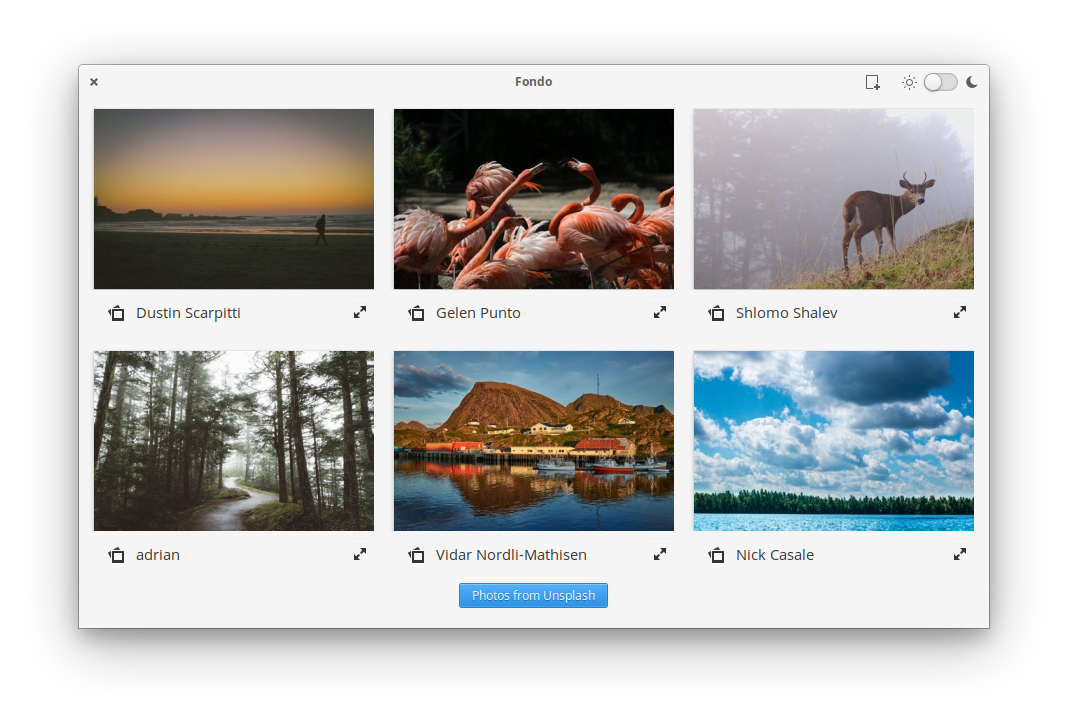 Fondo
Dustin Scarpitti
Gelen Punto
Shlomo Shalev
adrian
Vidar Nordli-Mathisen
Nick Casale
Photos from Unsplash